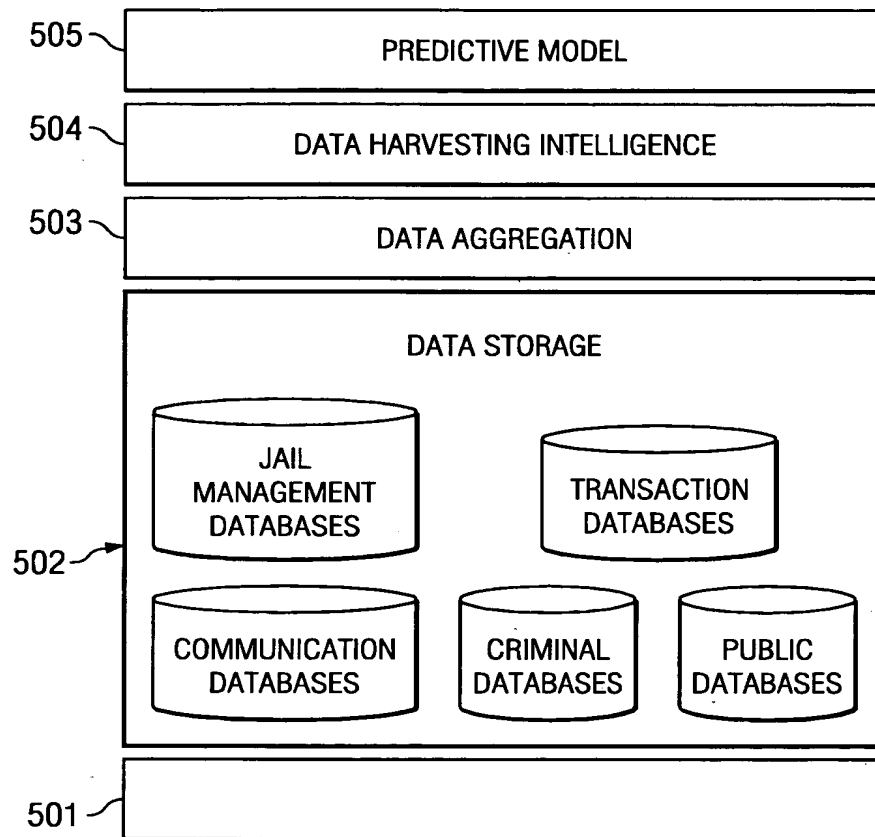 505
PREDICTIVE MODEL
504
DATA HARVESTING INTELLIGENCE
503
DATA AGGREGATION
DATA STORAGE
JAIL
MANAGEMENT
DATABASES
TRANSACTION
DATABASES
502
COMMUNICATION
DATABASES
CRIMINAL
DATABASES
PUBLIC
DATABASES
501